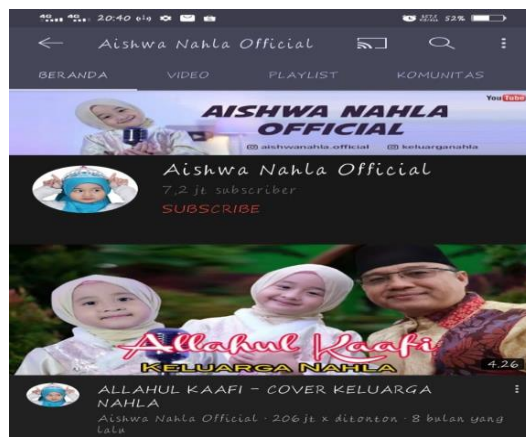 4G 4G 20:40
52%
Aishwa Nahla Official
BERANDA VIDEO PLAYLIST KOMUNITAS
YouTube
AISHWA NAHLA
OFFICIAL
aishwanahla.official keluarganahla
Aishwa Nahla Official
7,2 jt subscriber
SUBSCRIBE
Allahul Kaafi
KELUARGA NAHLA
4.26
ALLAHUL KAAFI - COVER KELUARGA
NAHLA
Aishwa Nahla Official · 206 jt x ditonton · 8 bulan yang
lalu